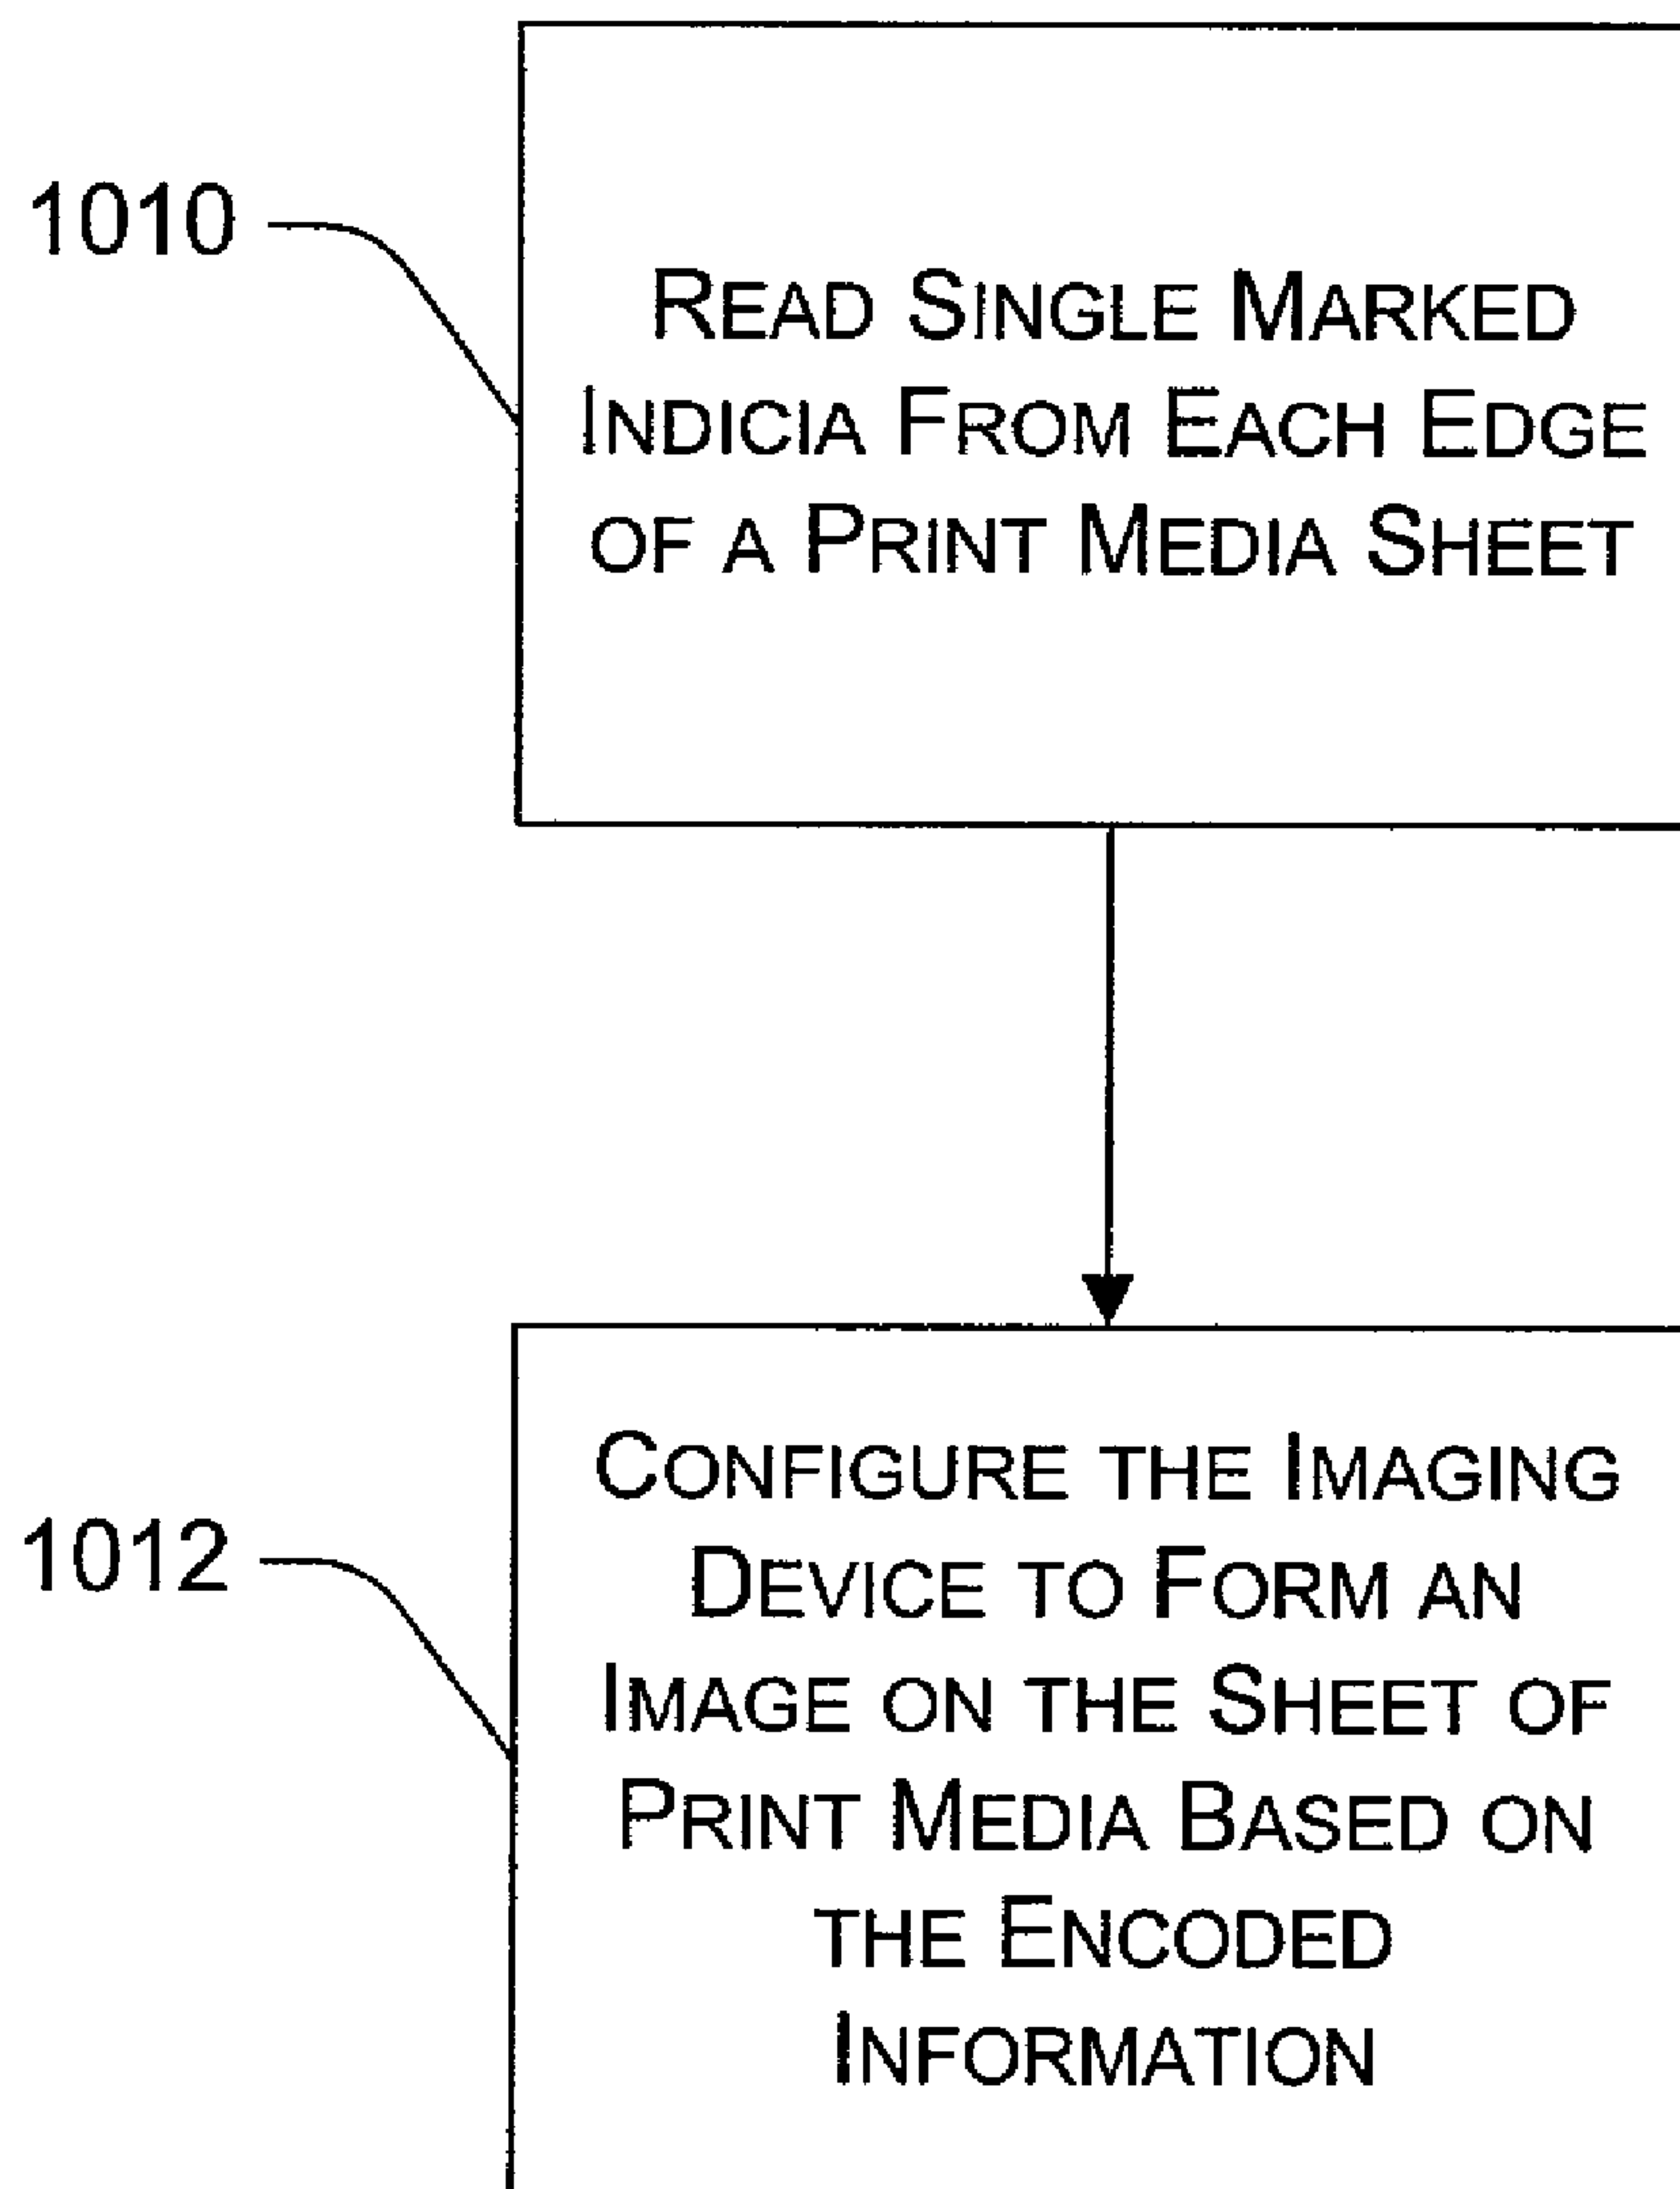 1010
READ SINGLE MARKED
INDICIA FROM EACH EDGE
OF A PRINT MEDIA SHEET
1012
CONFIGURE THE IMAGING
DEVICE TO FORM AN
IMAGE ON THE SHEET OF
PRINT MEDIA BASED ON
THE ENCODED
INFORMATION